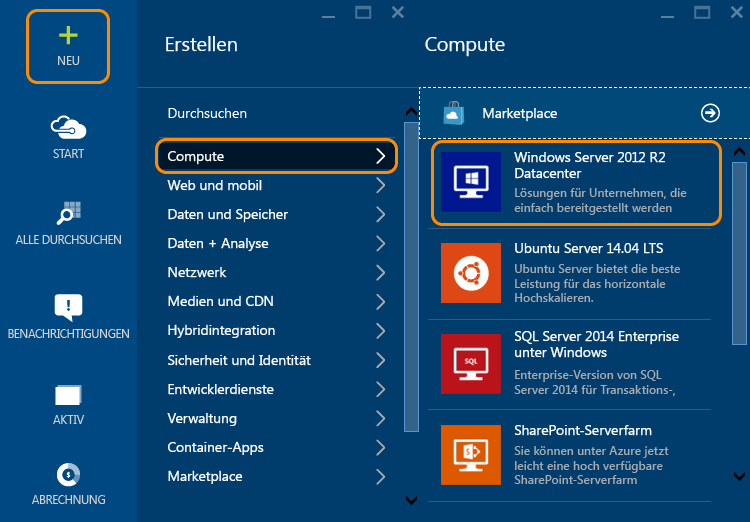 NEU
START
ALLE DURCHSUCHEN
BENACHRICHTIGUNGEN
AKTIV
ABRECHNUNG
Erstellen
Durchsuchen
Compute
Web und mobil
Daten und Speicher
Daten + Analyse
Netzwerk
Medien und CDN
Hybridintegration
Sicherheit und Identität
Entwicklerdienste
Verwaltung
Container-Apps
Marketplace
Compute
Marketplace
Windows Server 2012 R2
Datacenter
Lösungen für Unternehmen, die
einfach bereitgestellt werden
Ubuntu Server 14.04 LTS
Ubuntu Server bietet die beste
Leistung für das horizontale
Hochskalieren.
SQL Server 2014 Enterprise
unter Windows
Enterprise-Version von SQL
Server 2014 für Transaktions-,
SharePoint-Serverfarm
Sie können unter Azure jetzt
leicht eine hoch verfügbare
SharePoint-Serverfarm